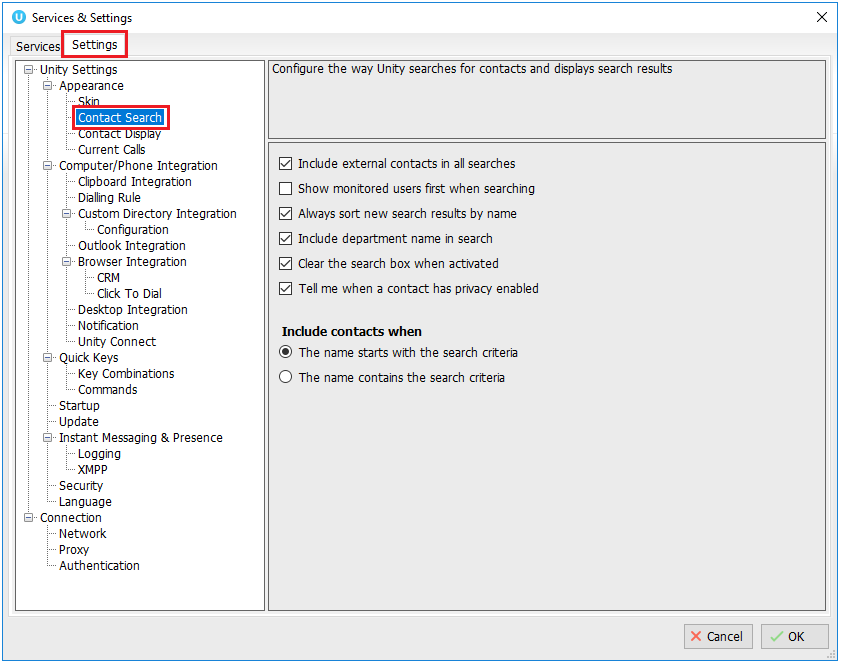 U Services & Settings
Services Settings
Unity Settings
Appearance
Skin
Contact Search
Contact Display
Current Calls
Computer/Phone Integration
Clipboard Integration
Dialling Rule
Custom Directory Integration
Configuration
Outlook Integration
Browser Integration
CRM
Click To Dial
Desktop Integration
Notification
Unity Connect
Quick Keys
Key Combinations
Commands
Startup
Update
Instant Messaging & Presence
Logging
XMPP
Security
Language
Connection
Network
Proxy
Authentication
Configure the way Unity searches for contacts and displays search results
Include external contacts in all searches
Show monitored users first when searching
Always sort new search results by name
Include department name in search
Clear the search box when activated
Tell me when a contact has privacy enabled
Include contacts when
The name starts with the search criteria
The name contains the search criteria
Cancel OK